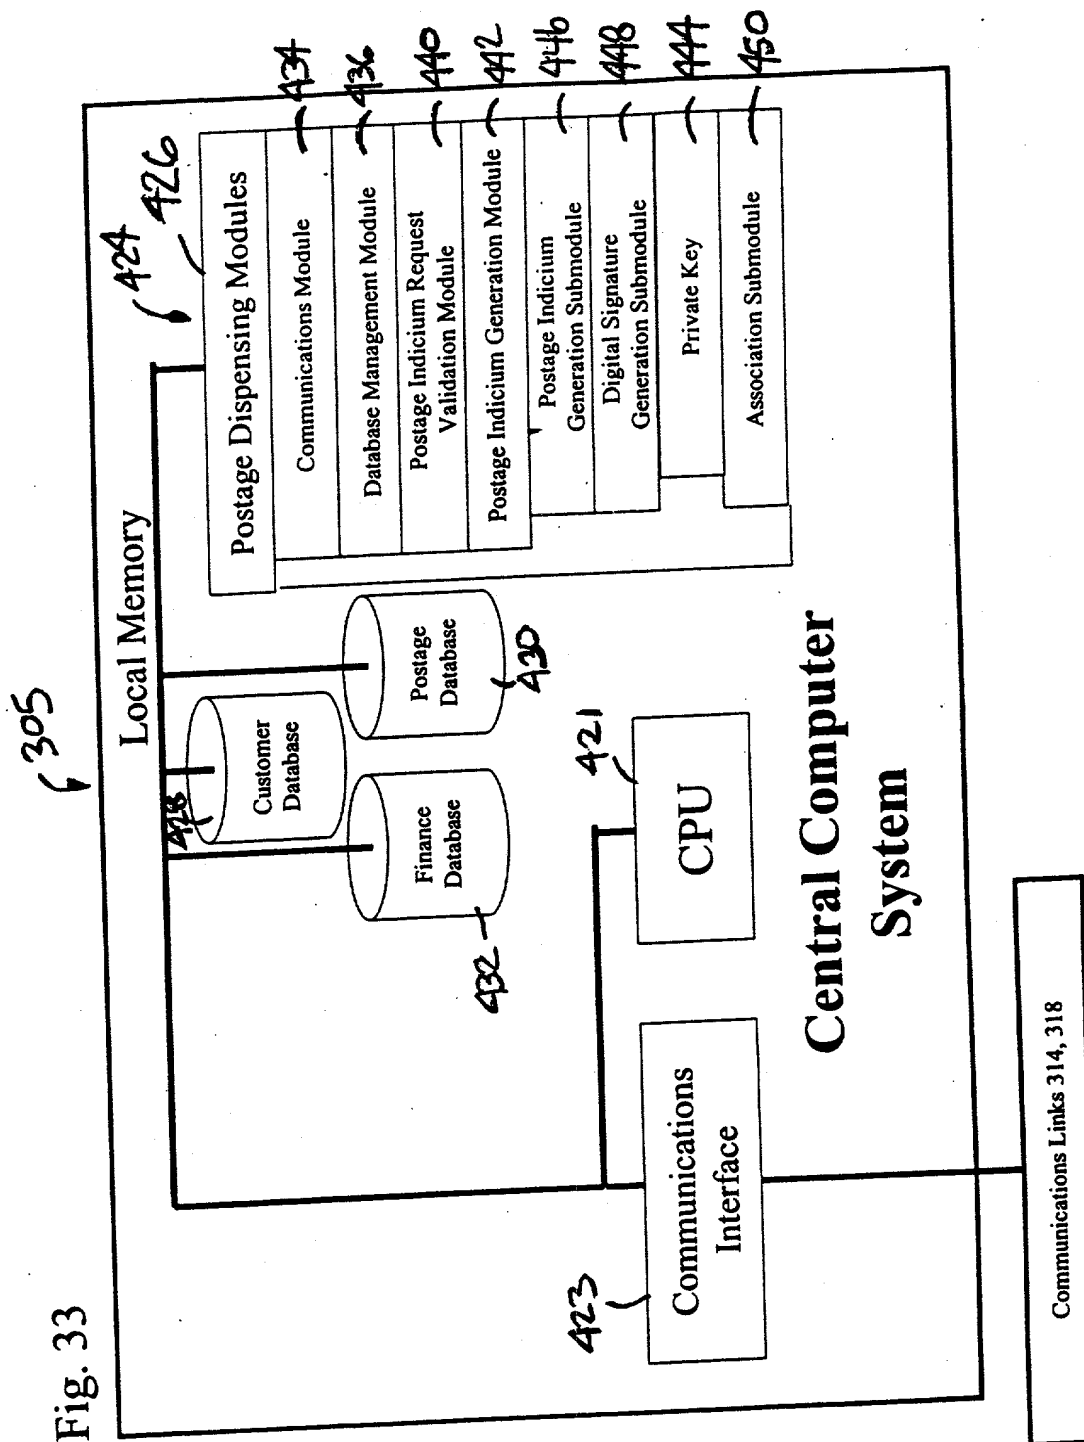 Fig. 33
305
Local Memory
424
426
Postage Dispensing Modules
Communications Module
434
Database Management Module
436
Postage Indicium Request
Validation Module
440
Postage Indicium Generation Module
442
Postage Indicium
Generation Submodule
446
Digital Signature
Generation Submodule
448
Private Key
444
Association Submodule
450
428
Customer
Database
Finance
Database
432
Postage
Database
430
423
Communications
Interface
421
CPU
Central Computer
System
Communications Links 314, 318